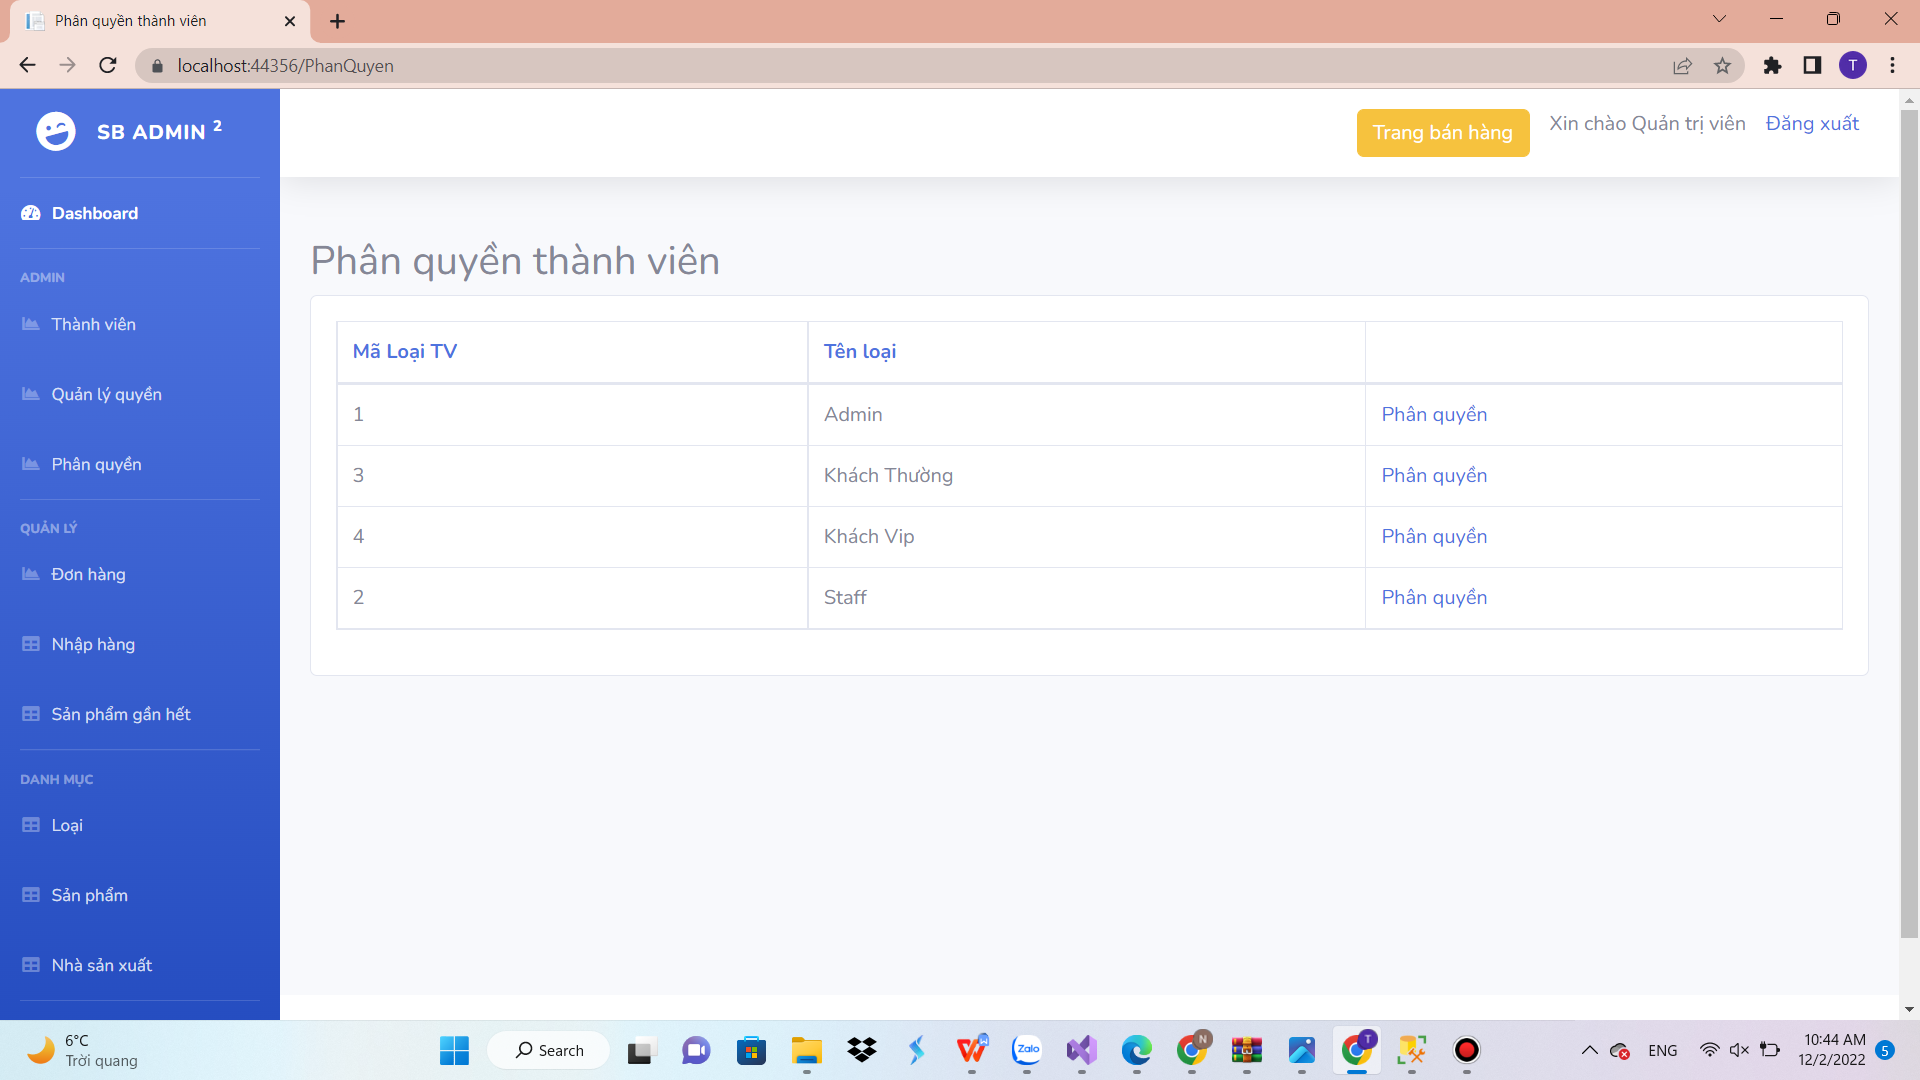 Phân quyền thành viên
localhost:44356/PhanQuyen
T
SB ADMIN 2
Trang bán hàng
Xin chào Quản trị viên
Đăng xuất
Dashboard
ADMIN
Thành viên
Quản lý quyền
Phân quyền
QUẢN LÝ
Đơn hàng
Nhập hàng
Sản phẩm gần hết
DANH MỤC
Loại
Sản phẩm
Nhà sản xuất
Phân quyền thành viên
Mã Loại TV Tên loại
1 Admin Phân quyền
3 Khách Thường Phân quyền
4 Khách Vip Phân quyền
2 Staff Phân quyền
6°C
Trời quang
Search
Zalo
N
T
ENG
10:44 AM
12/2/2022
5